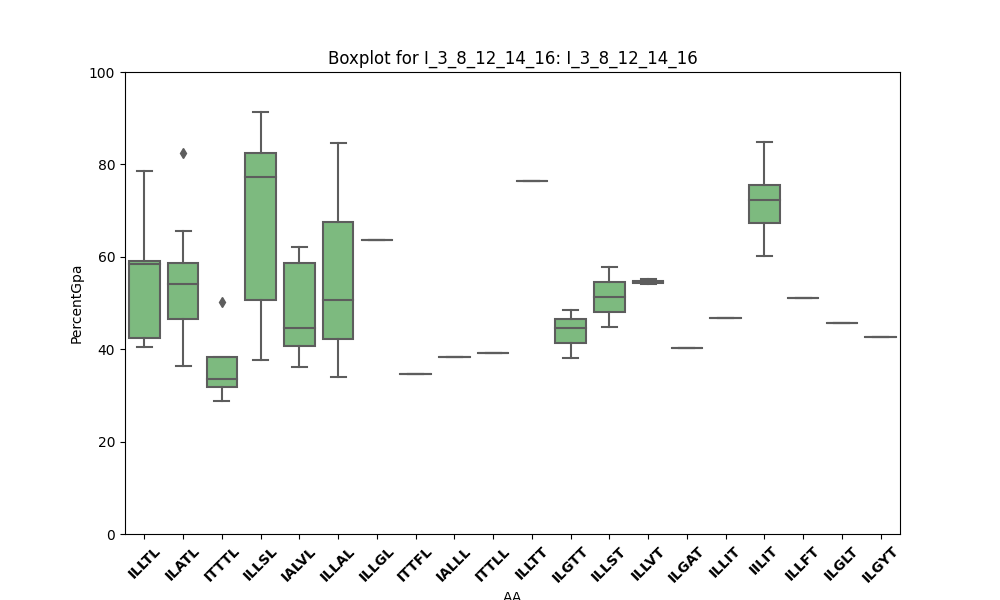 Boxplot for I_3_8_12_14_16: I_3_8_12_14_16
100
80
60
40
20
0
PercentGpa
ILLTL
ILATL
ITTTL
ILLSL
IALVL
ILLAL
ILLGL
ITTFL
IALLL
ITTLL
ILLTT
ILGTT
ILLST
ILLVT
ILGAT
ILLIT
IILIT
ILLFT
ILGLT
ILGYT
AA